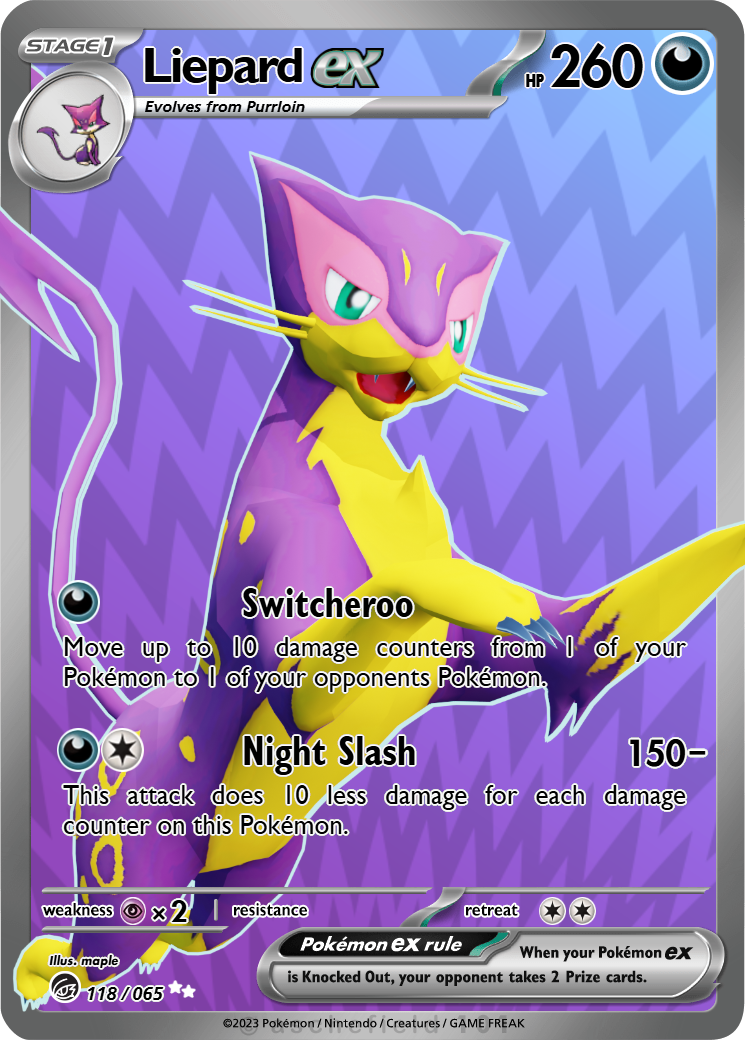 STAGE1
Liepard ex
HP 260
Evolves from Purrloin
Switcheroo
Move up to 10 damage counters from 1 of your
Pokémon to 1 of your opponents Pokémon.
Night Slash 150-
This attack does 10 less damage for each damage
counter on this Pokémon.
weakness ×2 resistance retreat
Pokémon ex rule When your Pokémon ex
is Knocked Out, your opponent takes 2 Prize cards.
Illus. maple
118/065
©2023 Pokémon / Nintendo / Creatures / GAME FREAK